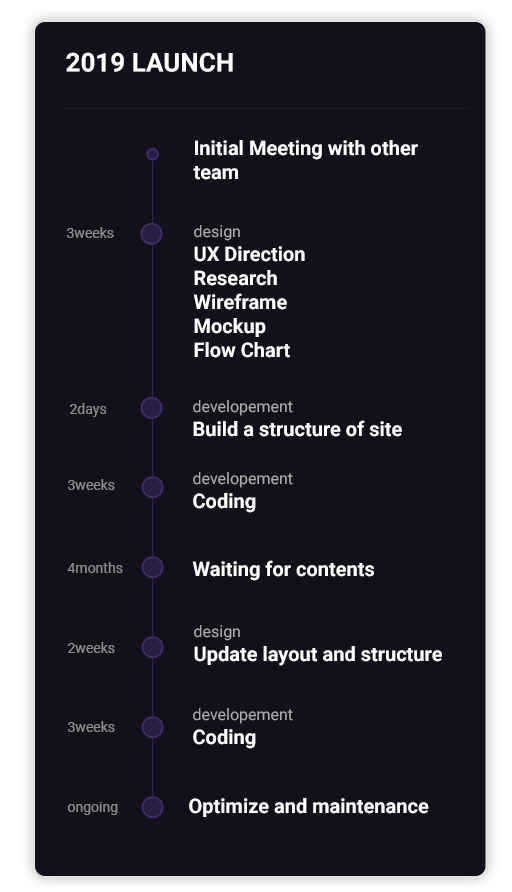 2019 LAUNCH
Initial Meeting with other
team
3weeks
design
UX Direction
Research
Wireframe
Mockup
Flow Chart
2days
developement
Build a structure of site
3weeks
developement
Coding
4months
Waiting for contents
2weeks
design
Update layout and structure
3weeks
developement
Coding
ongoing
Optimize and maintenance